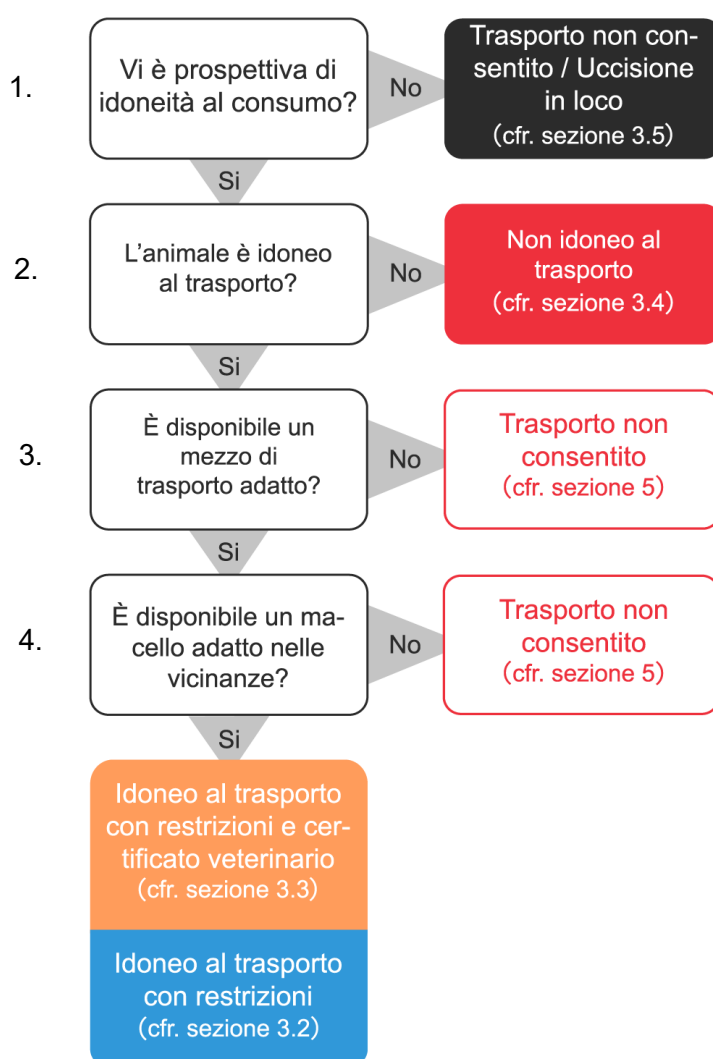 1.
Vi è prospettiva di
idoneità al consumo?
No
Trasporto non con-
sentito / Uccisione
in loco
(cfr. sezione 3.5)
Si
2.
L’animale è idoneo
al trasporto?
No
Non idoneo al
trasporto
(cfr. sezione 3.4)
Si
3.
È disponibile un
mezzo di
trasporto adatto?
No
Trasporto non
consentito
(cfr. sezione 5)
Si
4.
È disponibile un ma-
cello adatto nelle
vicinanze?
No
Trasporto non
consentito
(cfr. sezione 5)
Si
Idoneo al trasporto
con restrizioni e cer-
tificato veterinario
(cfr. sezione 3.3)
Idoneo al trasporto
con restrizioni
(cfr. sezione 3.2)